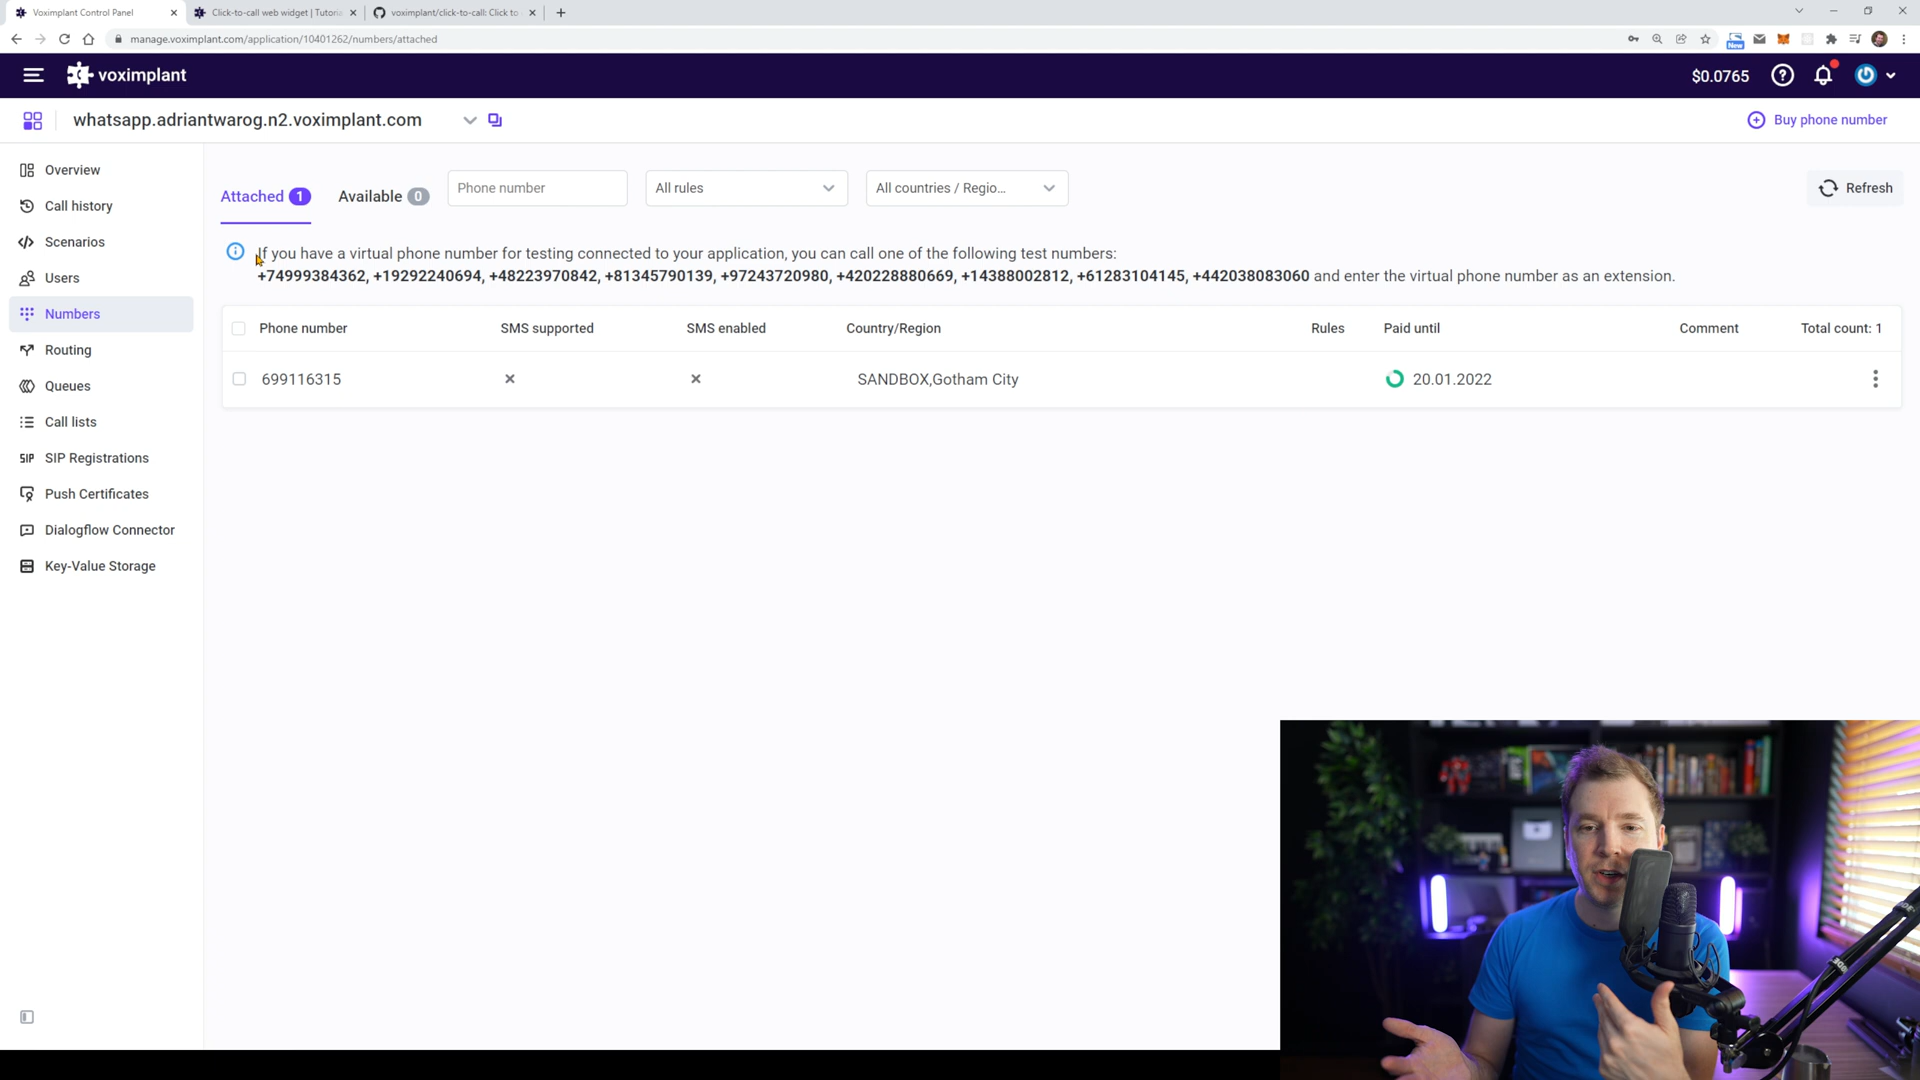 Voximplant Control Panel
Click-to-call web widget | Tutoria
voximplant/click-to-call: Click to
manage.voximplant.com/application/10401262/numbers/attached
New
voximplant
$0.0765
whatsapp.adriantwarog.n2.voximplant.com
Buy phone number
Overview
Call history
Scenarios
Users
Numbers
Routing
Queues
Call lists
SIP SIP Registrations
Push Certificates
Dialogflow Connector
Key-Value Storage
Attached 1
Available 0
Phone number
All rules
All countries / Regio...
Refresh
If you have a virtual phone number for testing connected to your application, you can call one of the following test numbers:
+74999384362, +19292240694, +48223970842, +81345790139, +97243720980, +420228880669, +14388002812, +61283104145, +442038083060 and enter the virtual phone number as an extension.
Phone number SMS supported SMS enabled Country/Region Rules Paid until Comment Total count: 1
699116315 SANDBOX,Gotham City 20.01.2022
RODE